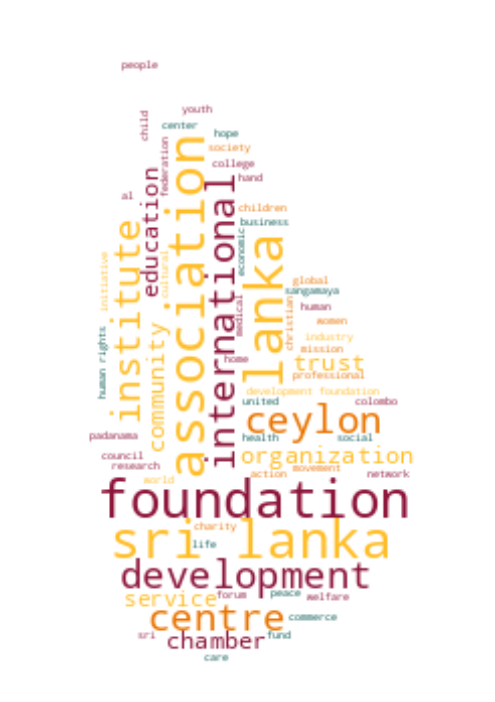 people
child
youth
center
hope
federation
society
college
hand
al
education
association
international
children
business
economic
lanka
institute
initiative
cultural
community
global
sangamaya
human
medical
christian
women
industry
mission
human rights
home
trust
professional
development foundation
united
colombo
ceylon
padanama
health
social
council
organization
research
action
movement
network
world
foundation
charity
sri lanka
life
development
service
forum
peace
welfare
centre
commerce
sri
chamber
fund
care